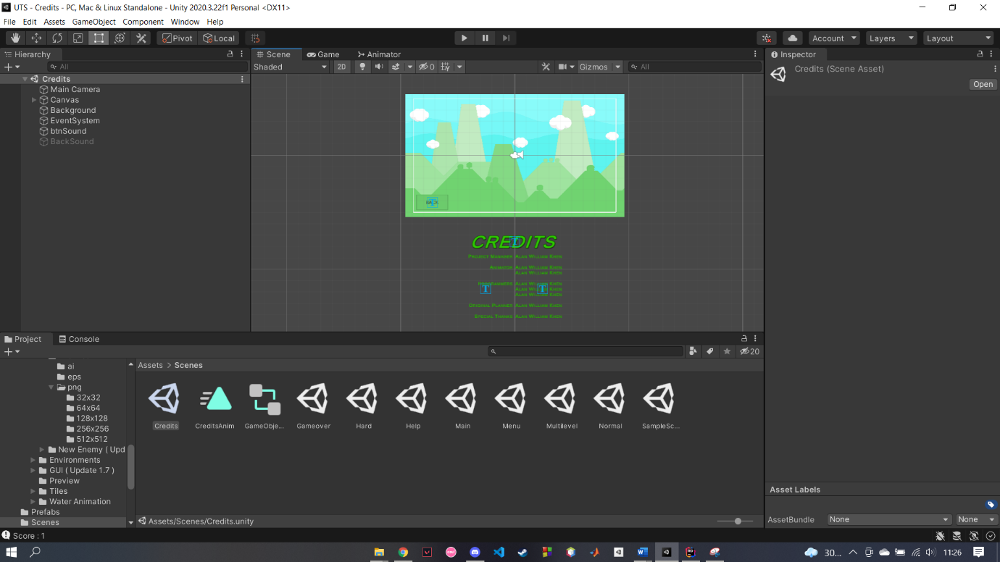 UTS - Credits - PC, Mac & Linux Standalone - Unity 2020.3.22f1 Personal <DX11>
File Edit Assets GameObject Component Window Help
Pivot Local Account Layers Layout
Hierarchy
All
Credits
Main Camera
Canvas
Background
EventSystem
btnSound
BackSound
Scene Game Animator
Shaded 2D 0 Gizmos All
BACK
CREDITS
Project Manager Alan William Khen
Animator Alan William Khen
Alan William Khen
Programmers Alan William Khen
Alan William Khen
Alan William Khen
Original Planner Alan William Khen
Special Thanks Alan William Khen
Inspector
Credits (Scene Asset)
Open
Project Console
20
ai
eps
png
32x32
64x64
128x128
256x256
512x512
New Enemy ( Upd
Environments
GUI ( Update 1.7 )
Preview
Tiles
Water Animation
Prefabs
Scenes
Assets > Scenes
Credits CreditsAnim GameObje... Gameover Hard Help Main Menu Multilevel Normal SampleSc...
Assets/Scenes/Credits.unity
Asset Labels
AssetBundle None None
Score : 1
30... 11:26